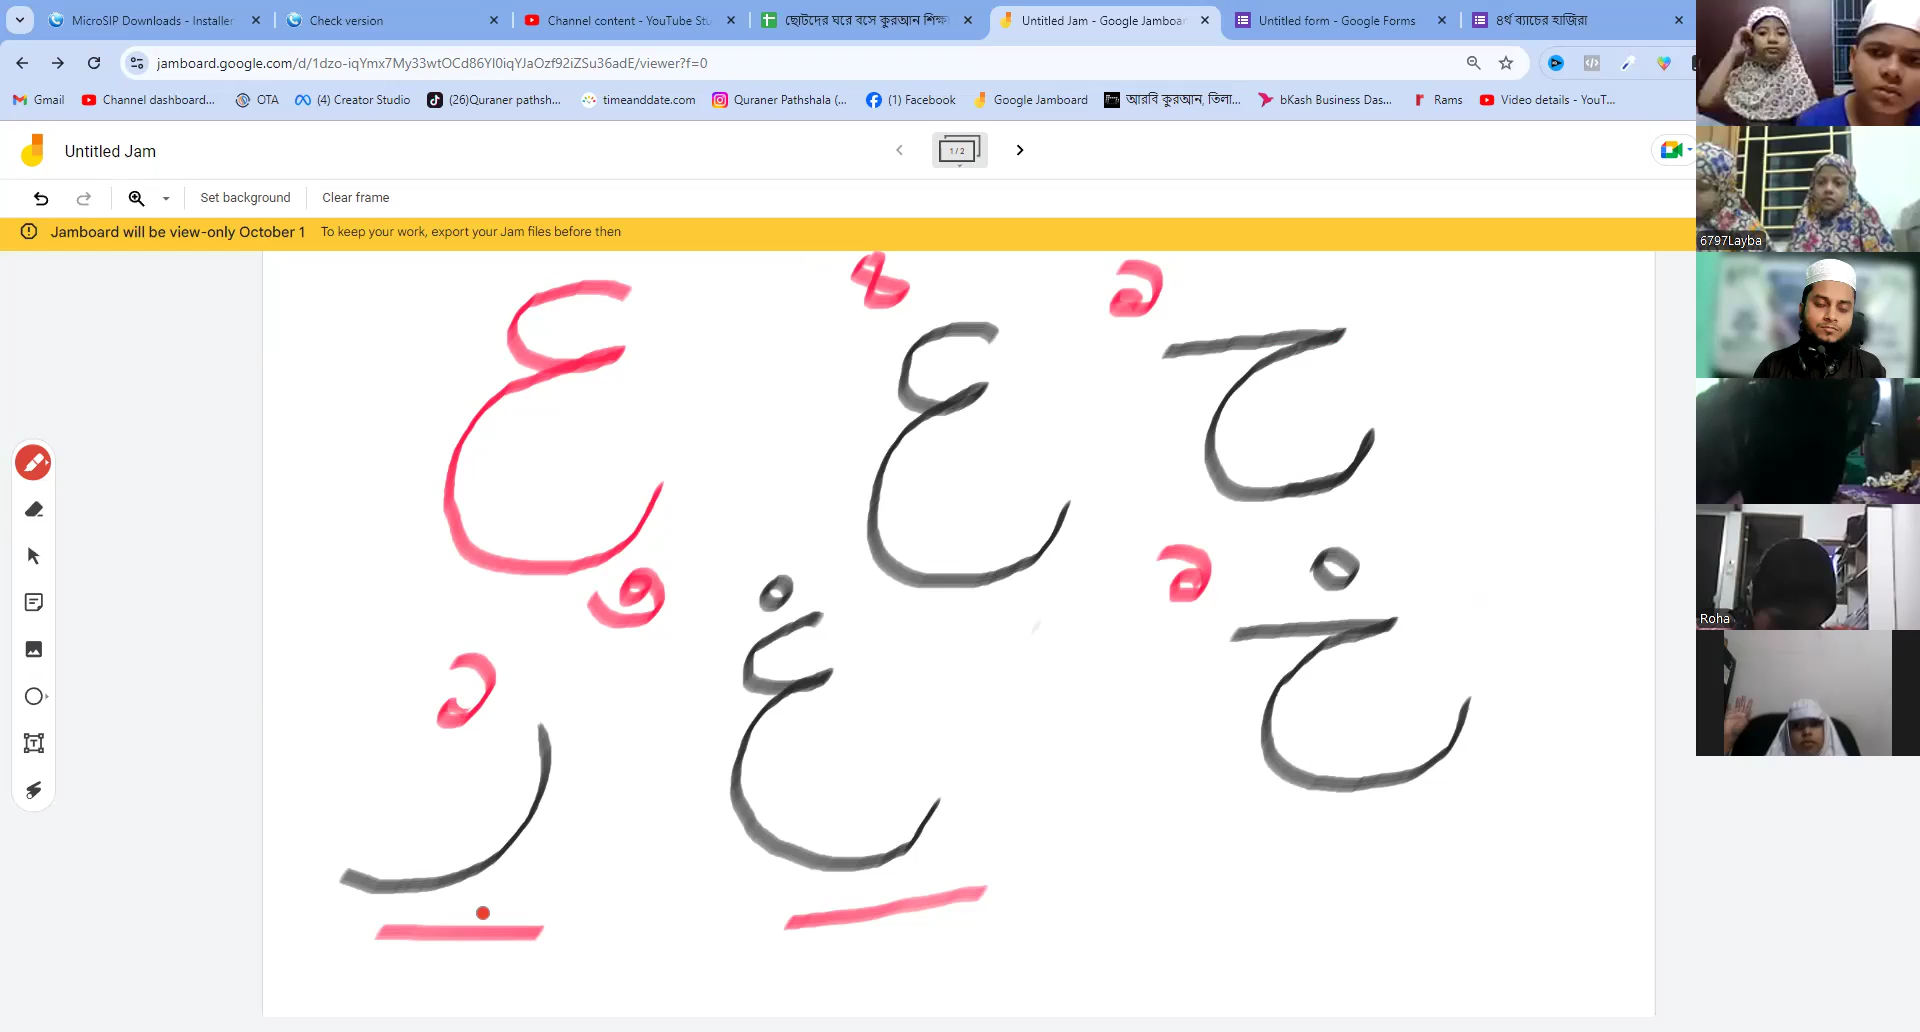 MicroSIP Downloads - Installer
Check version
Channel content - YouTube Stu
ছোটদের ঘরে বসে কুরআন শিক্ষা
Untitled Jam - Google Jamboar
Untitled form - Google Forms
৪র্থ ব্যাচের হাজিরা
jamboard.google.com/d/1dzo-iqYmx7My33wtOCd86Yl0iqYJaOzf92iZSu36adE/viewer?f=0
Gmail
Channel dashboard...
OTA
(4) Creator Studio
(26)Quraner pathsh...
timeanddate.com
Quraner Pathshala (...
(1) Facebook
Google Jamboard
আরবি কুরআন, তিলা...
bKash Business Das...
Rams
Video details - YouT...
Untitled Jam
1 / 2
Set background
Clear frame
Jamboard will be view-only October 1 To keep your work, export your Jam files before then
ح ع ع
خ غ ر
6797Layba
Roha